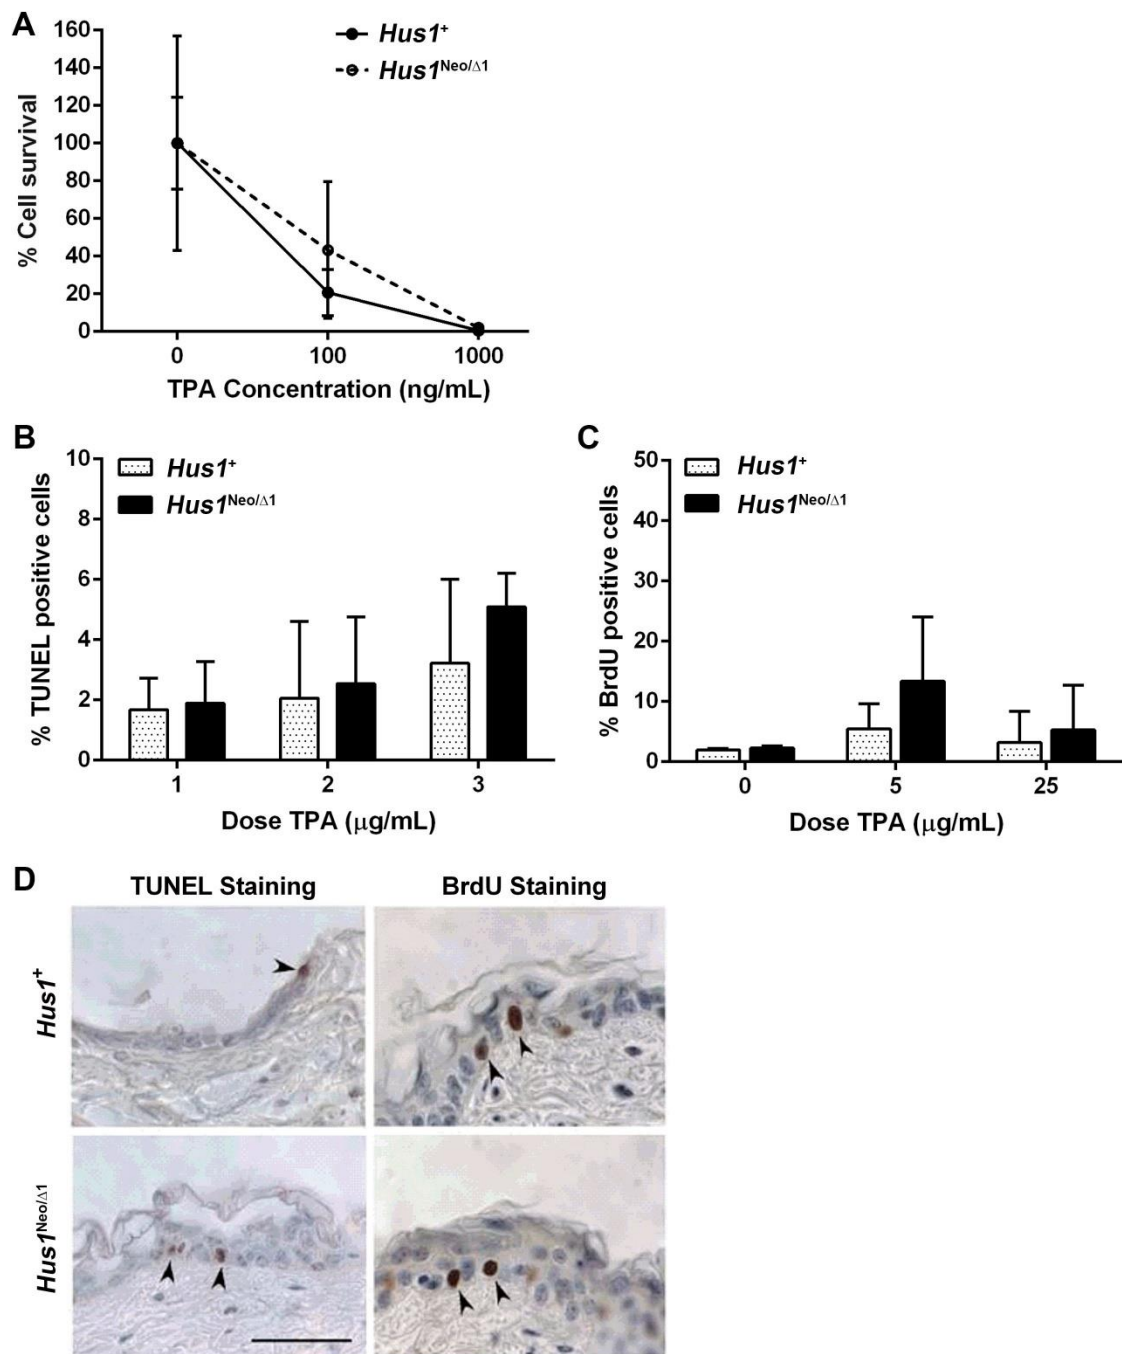 A
160
140
120
100
80
60
40
20
0
% Cell survival
Hus1⁺
Hus1ᴺᵉᵒ/Δ¹
0 100 1000
TPA Concentration (ng/mL)
B
10
8
6
4
2
0
% TUNEL positive cells
Hus1⁺
Hus1ᴺᵉᵒ/Δ¹
1 2 3
Dose TPA (μg/mL)
C
50
40
30
20
10
0
% BrdU positive cells
Hus1⁺
Hus1ᴺᵉᵒ/Δ¹
0 5 25
Dose TPA (μg/mL)
D
TUNEL Staining BrdU Staining
Hus1⁺
Hus1ᴺᵉᵒ/Δ¹